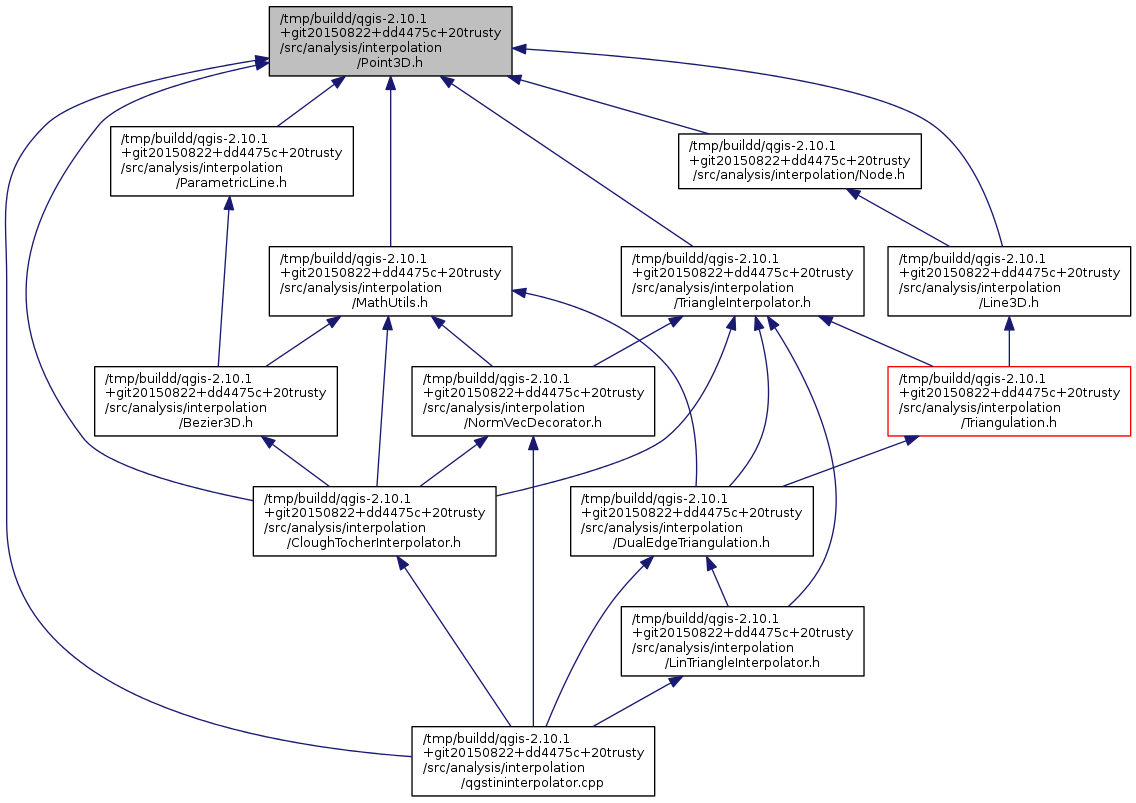 /tmp/buildd/qgis-2.10.1
+git20150822+dd4475c+20trusty
/src/analysis/interpolation
/Point3D.h
/tmp/buildd/qgis-2.10.1
+git20150822+dd4475c+20trusty
/src/analysis/interpolation
/ParametricLine.h
/tmp/buildd/qgis-2.10.1
+git20150822+dd4475c+20trusty
/src/analysis/interpolation/Node.h
/tmp/buildd/qgis-2.10.1
+git20150822+dd4475c+20trusty
/src/analysis/interpolation
/MathUtils.h
/tmp/buildd/qgis-2.10.1
+git20150822+dd4475c+20trusty
/src/analysis/interpolation
/TriangleInterpolator.h
/tmp/buildd/qgis-2.10.1
+git20150822+dd4475c+20trusty
/src/analysis/interpolation
/Line3D.h
/tmp/buildd/qgis-2.10.1
+git20150822+dd4475c+20trusty
/src/analysis/interpolation
/Bezier3D.h
/tmp/buildd/qgis-2.10.1
+git20150822+dd4475c+20trusty
/src/analysis/interpolation
/NormVecDecorator.h
/tmp/buildd/qgis-2.10.1
+git20150822+dd4475c+20trusty
/src/analysis/interpolation
/Triangulation.h
/tmp/buildd/qgis-2.10.1
+git20150822+dd4475c+20trusty
/src/analysis/interpolation
/CloughTocherInterpolator.h
/tmp/buildd/qgis-2.10.1
+git20150822+dd4475c+20trusty
/src/analysis/interpolation
/DualEdgeTriangulation.h
/tmp/buildd/qgis-2.10.1
+git20150822+dd4475c+20trusty
/src/analysis/interpolation
/LinTriangleInterpolator.h
/tmp/buildd/qgis-2.10.1
+git20150822+dd4475c+20trusty
/src/analysis/interpolation
/qgstininterpolator.cpp